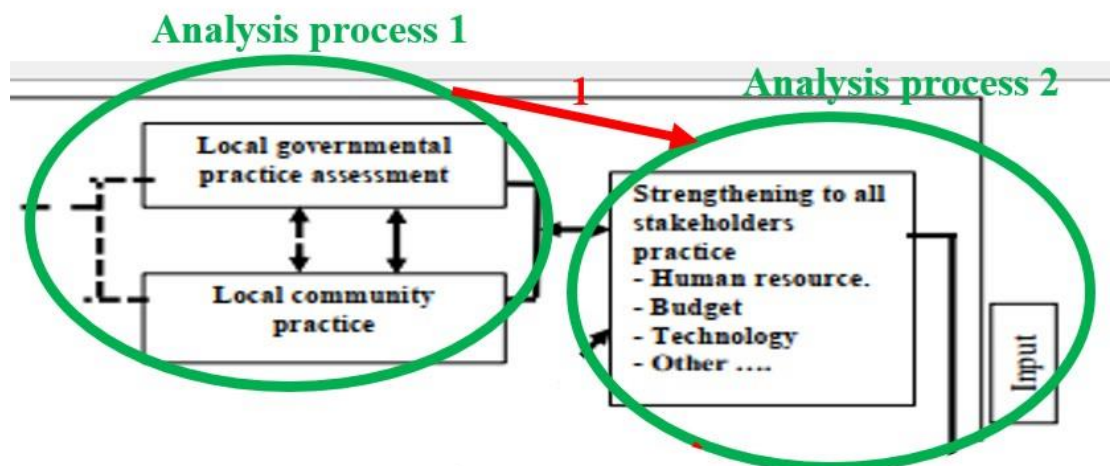 Analysis process 1
1
Analysis process 2
Local governmental
practice assessment
Local community
practice
Strengthening to all
stakeholders
practice
- Human resource.
- Budget
- Technology
- Other ....
Input